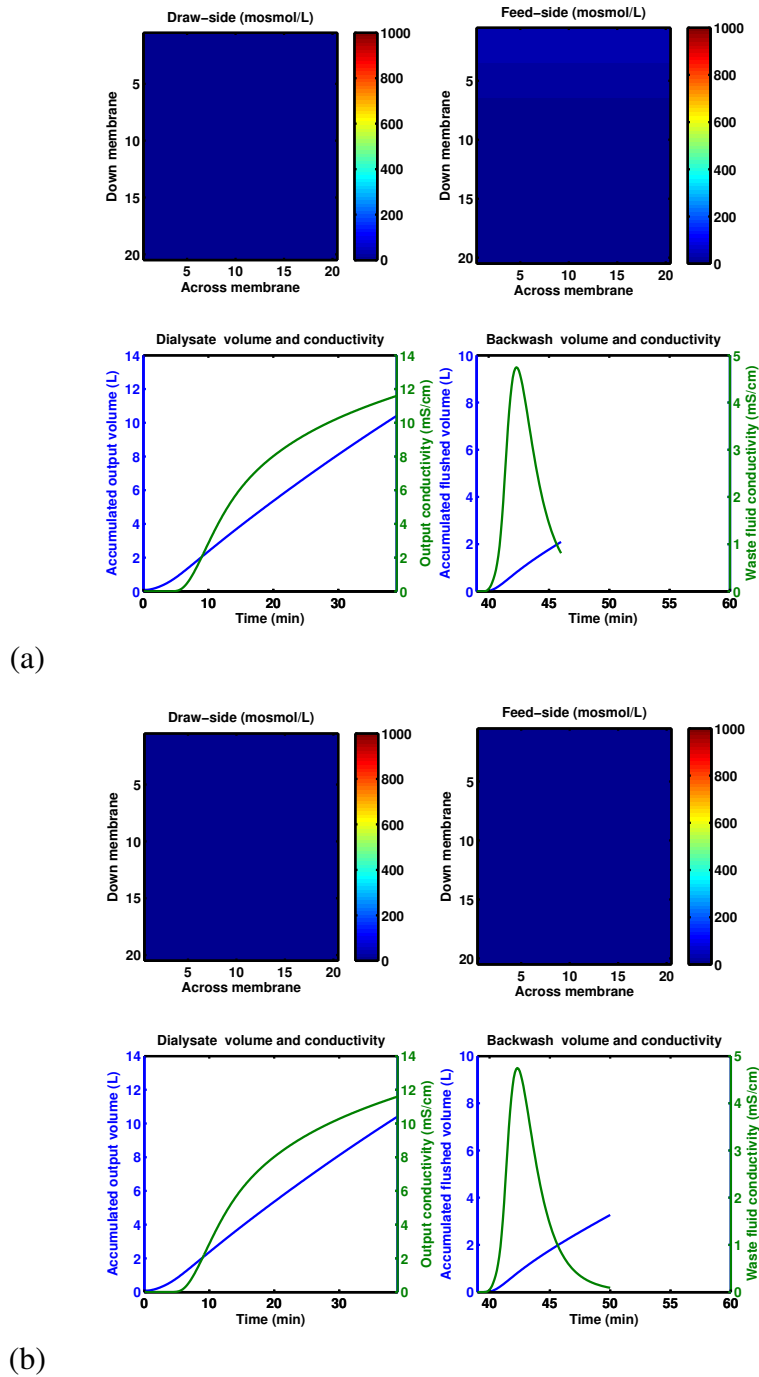 Draw-side (mosmol/L)
Down membrane
5
10
15
20
5 10 15 20
Across membrane
1000
800
600
400
200
0
Feed-side (mosmol/L)
Down membrane
5
10
15
20
5 10 15 20
Across membrane
1000
800
600
400
200
0
Dialysate volume and conductivity
Accumulated output volume (L)
14
12
10
8
6
4
2
0
0 10 20 30
Time (min)
14
12
10
8
6
4
2
0
Output conductivity (mS/cm)
Backwash volume and conductivity
Accumulated flushed volume (L)
10
8
6
4
2
0
40 45 50 55 60
Time (min)
5
4
3
2
1
0
Waste fluid conductivity (mS/cm)
(a)
Draw-side (mosmol/L)
Down membrane
5
10
15
20
5 10 15 20
Across membrane
1000
800
600
400
200
0
Feed-side (mosmol/L)
Down membrane
5
10
15
20
5 10 15 20
Across membrane
1000
800
600
400
200
0
Dialysate volume and conductivity
Accumulated output volume (L)
14
12
10
8
6
4
2
0
0 10 20 30
Time (min)
14
12
10
8
6
4
2
0
Output conductivity (mS/cm)
Backwash volume and conductivity
Accumulated flushed volume (L)
10
8
6
4
2
0
40 45 50 55 60
Time (min)
5
4
3
2
1
0
Waste fluid conductivity (mS/cm)
(b)